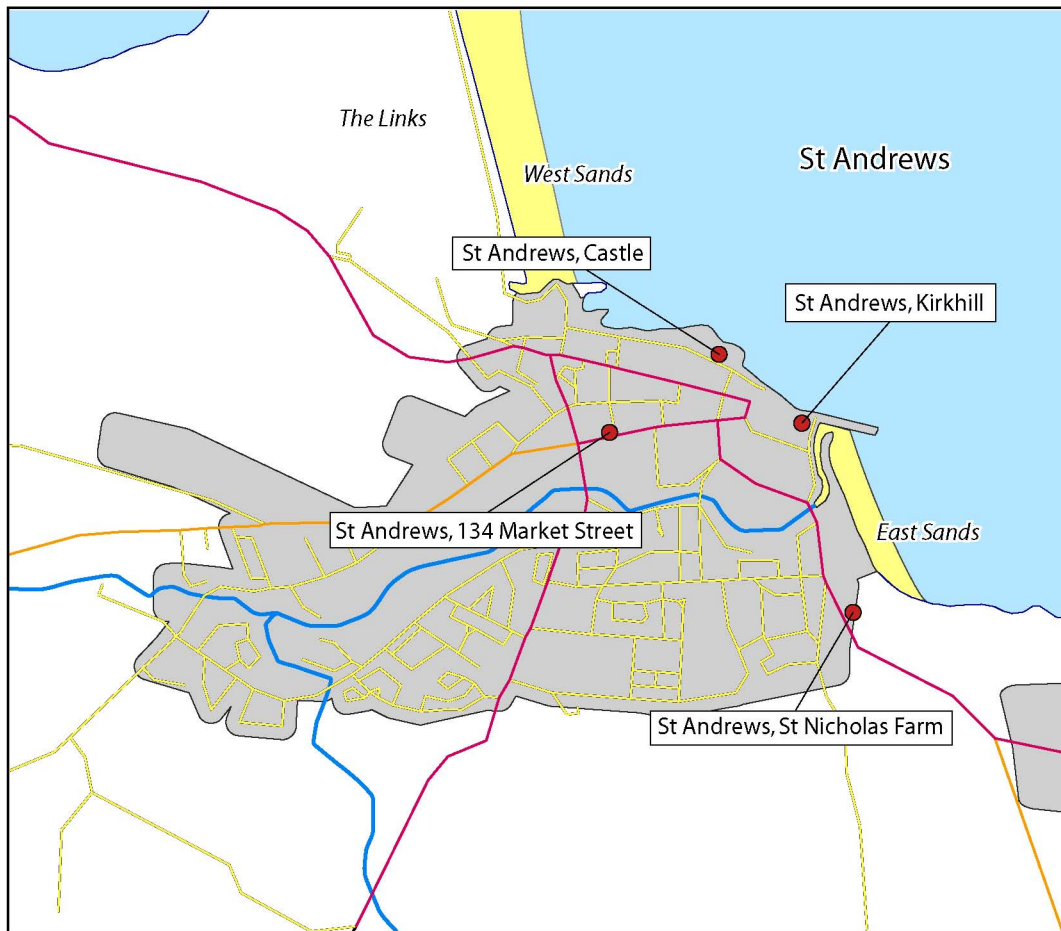 The Links
St Andrews
West Sands
St Andrews, Castle
St Andrews, Kirkhill
St Andrews, 134 Market Street
East Sands
St Andrews, St Nicholas Farm